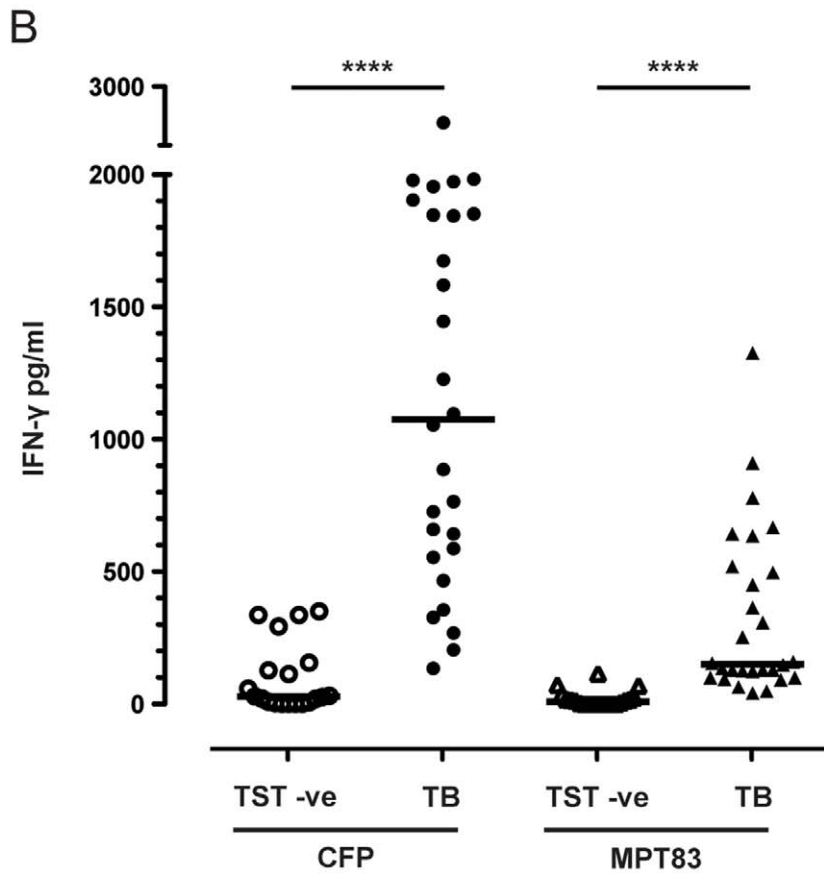 B
**** ****
3000
2000
1500
1000
500
0
IFN-γ pg/ml
TST -ve TB TST -ve TB
CFP MPT83